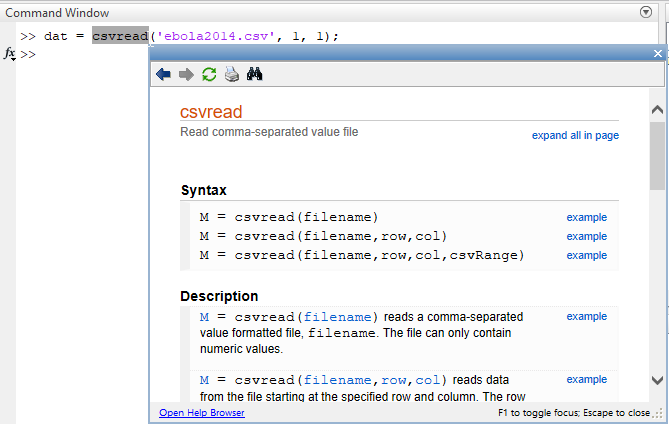 Command Window
>> dat = csvread('ebola2014.csv', 1, 1);
fx >>
csvread
Read comma-separated value file
expand all in page
Syntax
M = csvread(filename) example
M = csvread(filename,row,col) example
M = csvread(filename,row,col,csvRange) example
Description
M = csvread(filename) reads a comma-separated example
value formatted file, filename. The file can only contain
numeric values.
M = csvread(filename,row,col) reads data example
from the file starting at the specified row and column. The row
Open Help Browser F1 to toggle focus; Escape to close